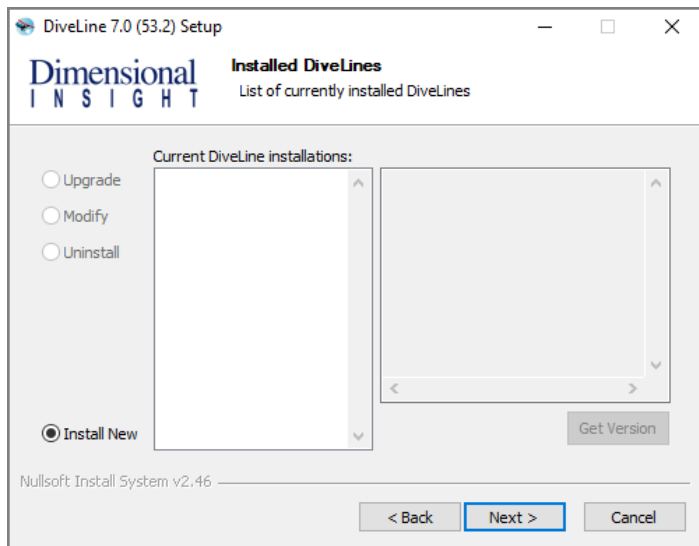 DiveLine 7.0 (53.2) Setup
Dimensional
INSIGHT
Installed DiveLines
List of currently installed DiveLines
Current DiveLine installations:
Upgrade
Modify
Uninstall
Install New
Get Version
Nullsoft Install System v2.46
< Back
Next >
Cancel